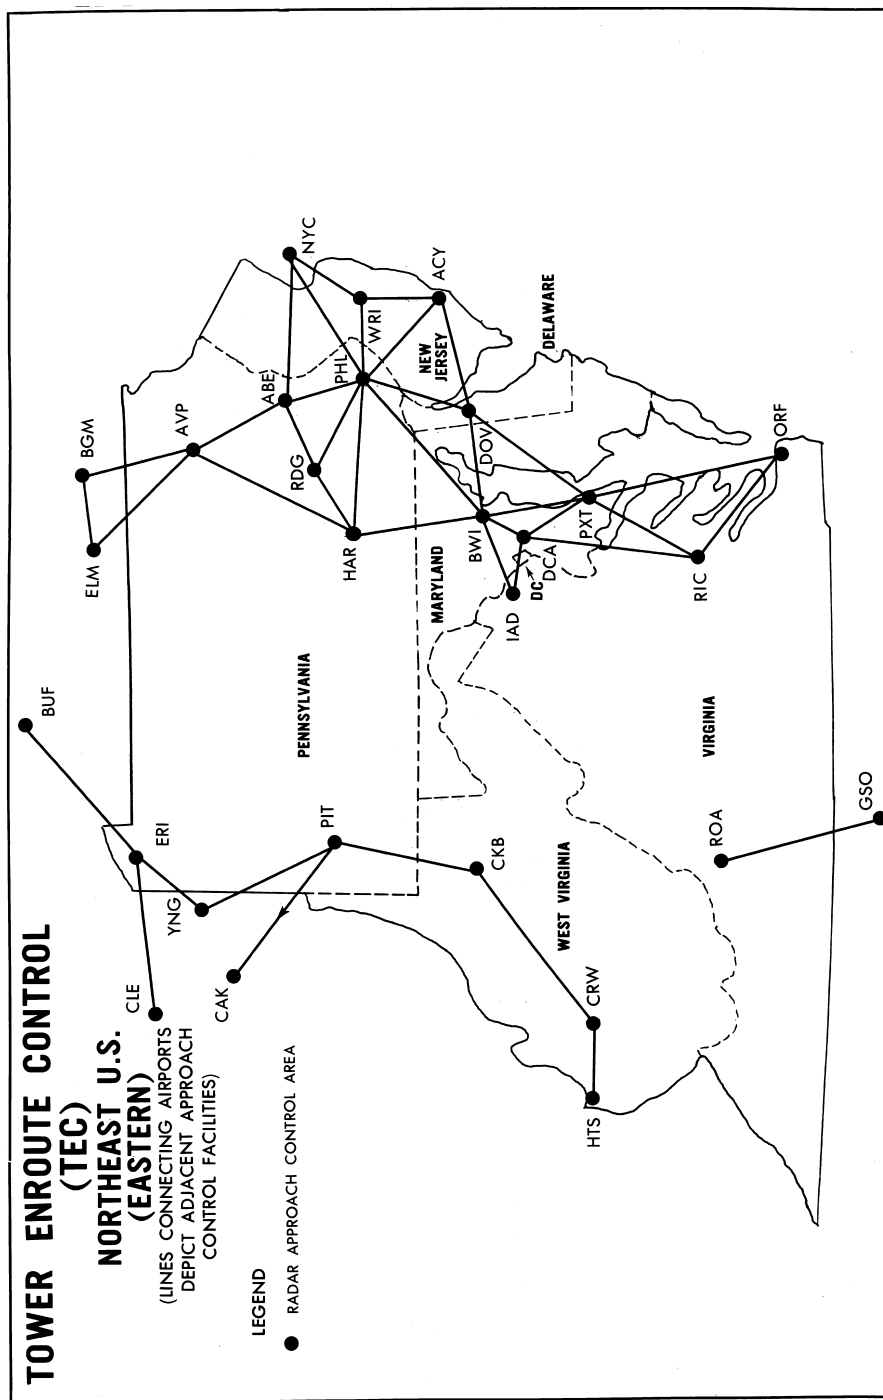 TOWER ENROUTE CONTROL
(TEC)
NORTHEAST U.S.
(EASTERN)
(LINES CONNECTING AIRPORTS
DEPICT ADJACENT APPROACH
CONTROL FACILITIES)
LEGEND
RADAR APPROACH CONTROL AREA
BUF
BGM
ELM
AVP
ERI
CLE
YNG
CAK
PIT
PENNSYLVANIA
HAR
RDG
ABE
PHL
NYC
WRI
ACY
NEW
JERSEY
DELAWARE
DOV
MARYLAND
BWI
IAD
DC
DCA
PXT
CKB
WEST VIRGINIA
CRW
HTS
VIRGINIA
RIC
ORF
ROA
GSO